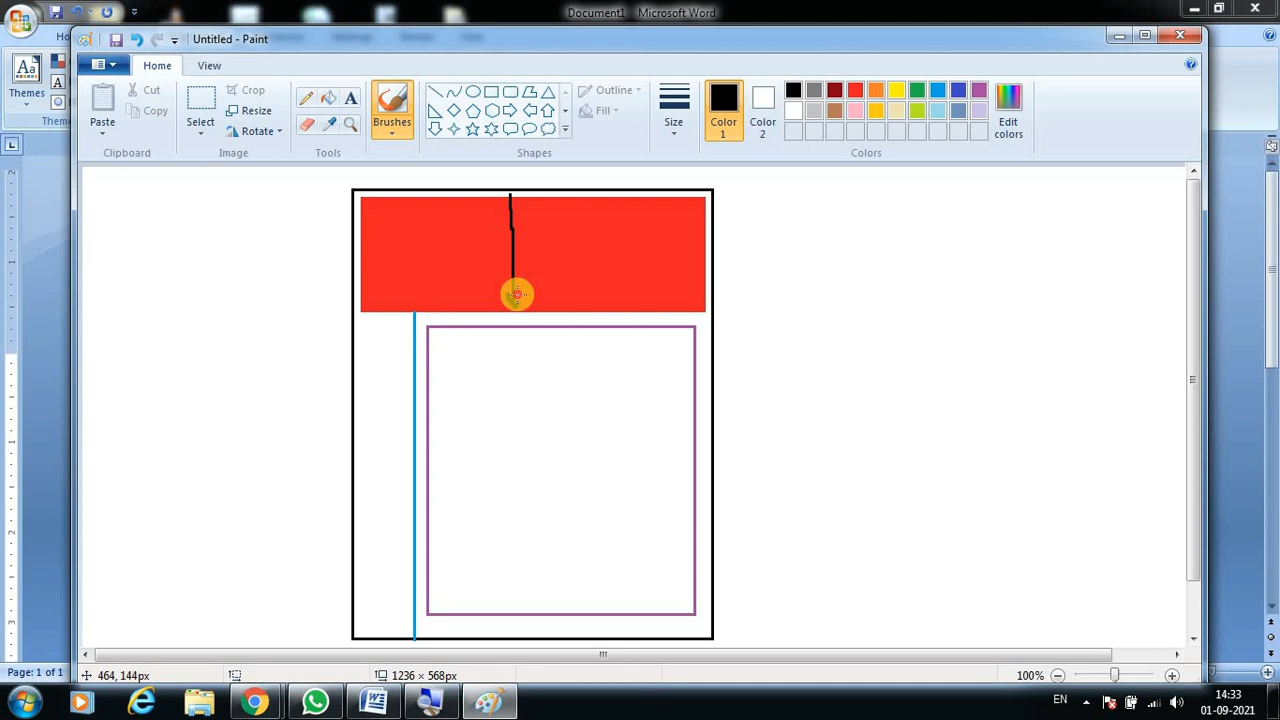 Document1 - Microsoft Word
Untitled - Paint
Home
View
Themes
Paste
Cut
Copy
Clipboard
Select
Crop
Resize
Rotate
Image
Tools
Brushes
Shapes
Outline
Fill
Size
Color
1
Color
2
Edit
colors
Colors
464, 144px
1236 × 568px
100%
Page: 1 of 1
EN
14:33
01-09-2021